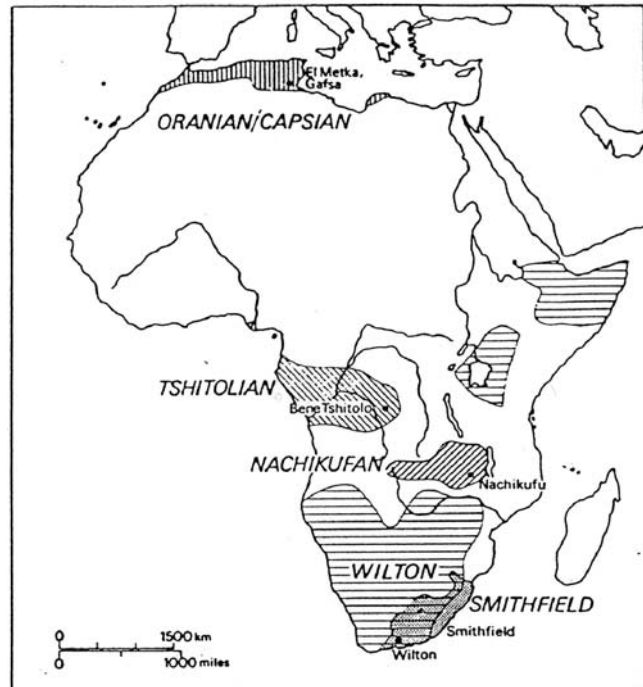 El Metka,
Gafsa
ORANIAN/CAPSIAN
TSHITOLIAN
Bene Tshitolo
NACHIKUFAN
Nachikufu
WILTON
SMITHFIELD
Smithfield
Wilton
0 1500 km
0 1000 miles